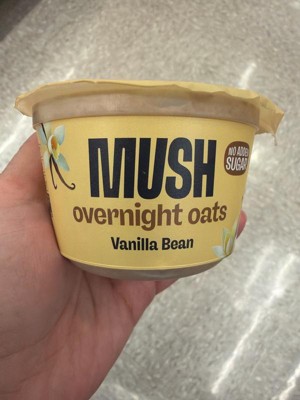 MUSH
NO ADDED
SUGAR
overnight oats
Vanilla Bean